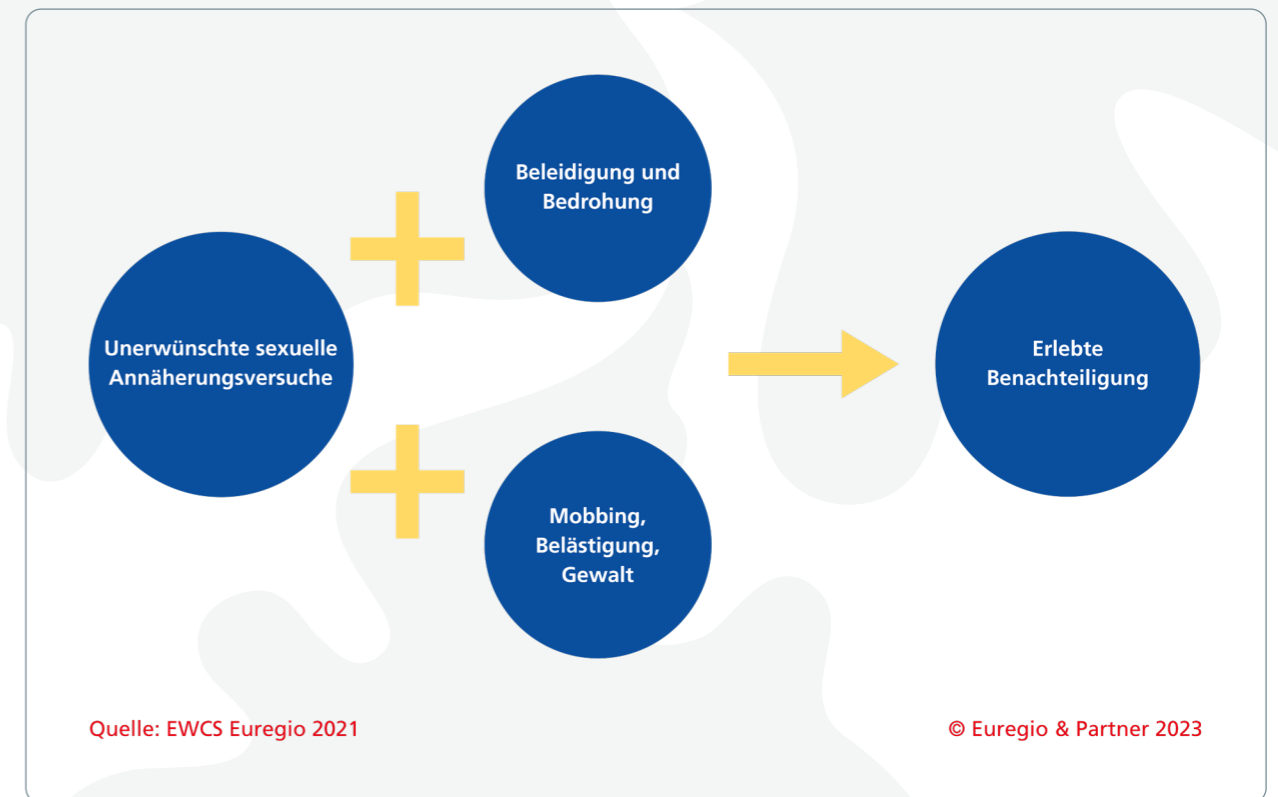 Beleidigung und
Bedrohung
Unerwünschte sexuelle
Annäherungsversuche
Erlebte
Benachteiligung
Mobbing,
Belästigung,
Gewalt
Quelle: EWCS Euregio 2021
© Euregio & Partner 2023